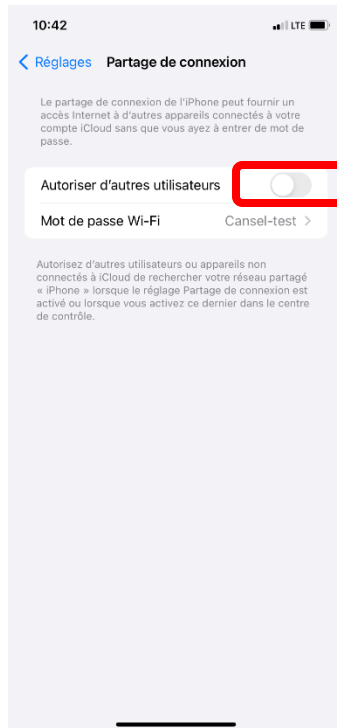 10:42 LTE
Réglages Partage de connexion
Le partage de connexion de l'iPhone peut fournir un
accès Internet à d'autres appareils connectés à votre
compte iCloud sans que vous ayez à entrer de mot de
passe.
Autoriser d'autres utilisateurs
Mot de passe Wi-Fi Cansel-test
Autorisez d'autres utilisateurs ou appareils non
connectés à iCloud de rechercher votre réseau partagé
« iPhone » lorsque le réglage Partage de connexion est
activé ou lorsque vous activez ce dernier dans le centre
de contrôle.